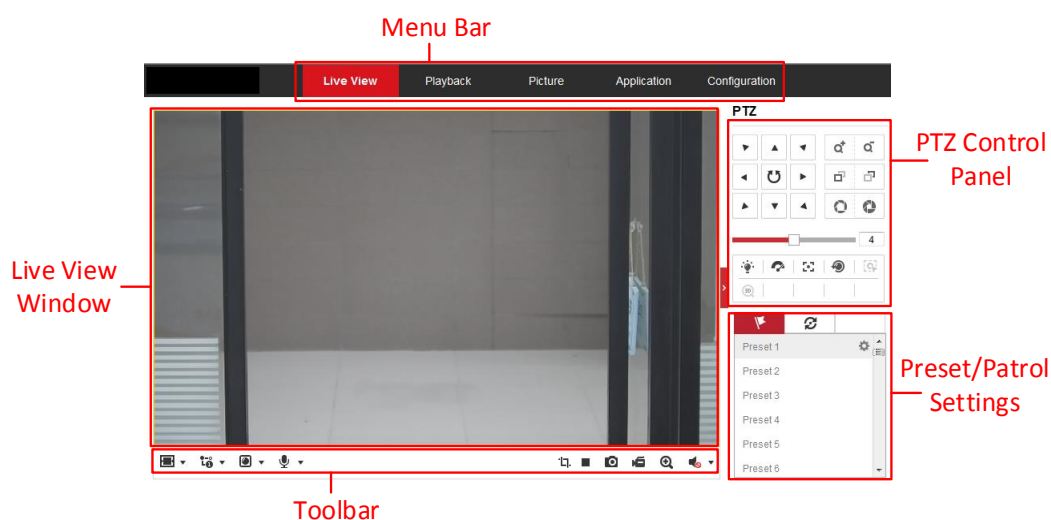 Menu Bar
Live View
Playback
Picture
Application
Configuration
PTZ
PTZ Control
Panel
4
Live View
Window
Preset 1
Preset 2
Preset 3
Preset 4
Preset 5
Preset 6
Preset/Patrol
Settings
Toolbar